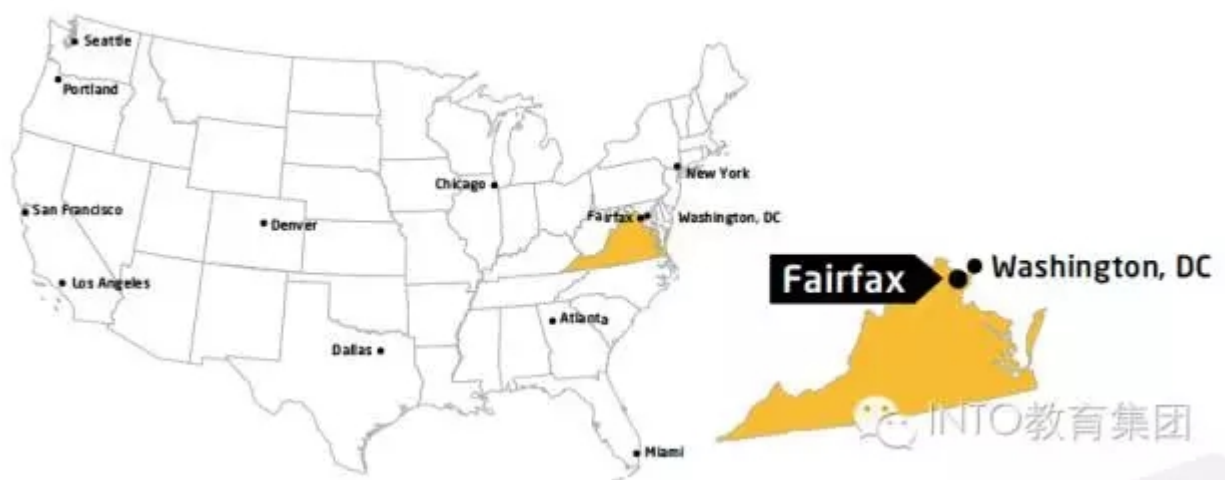 Seattle
Portland
Chicago
New York
San Francisco
Denver
Fairfax
Washington, DC
Los Angeles
Atlanta
Dallas
Miami
Fairfax
Washington, DC
INTO教育集团